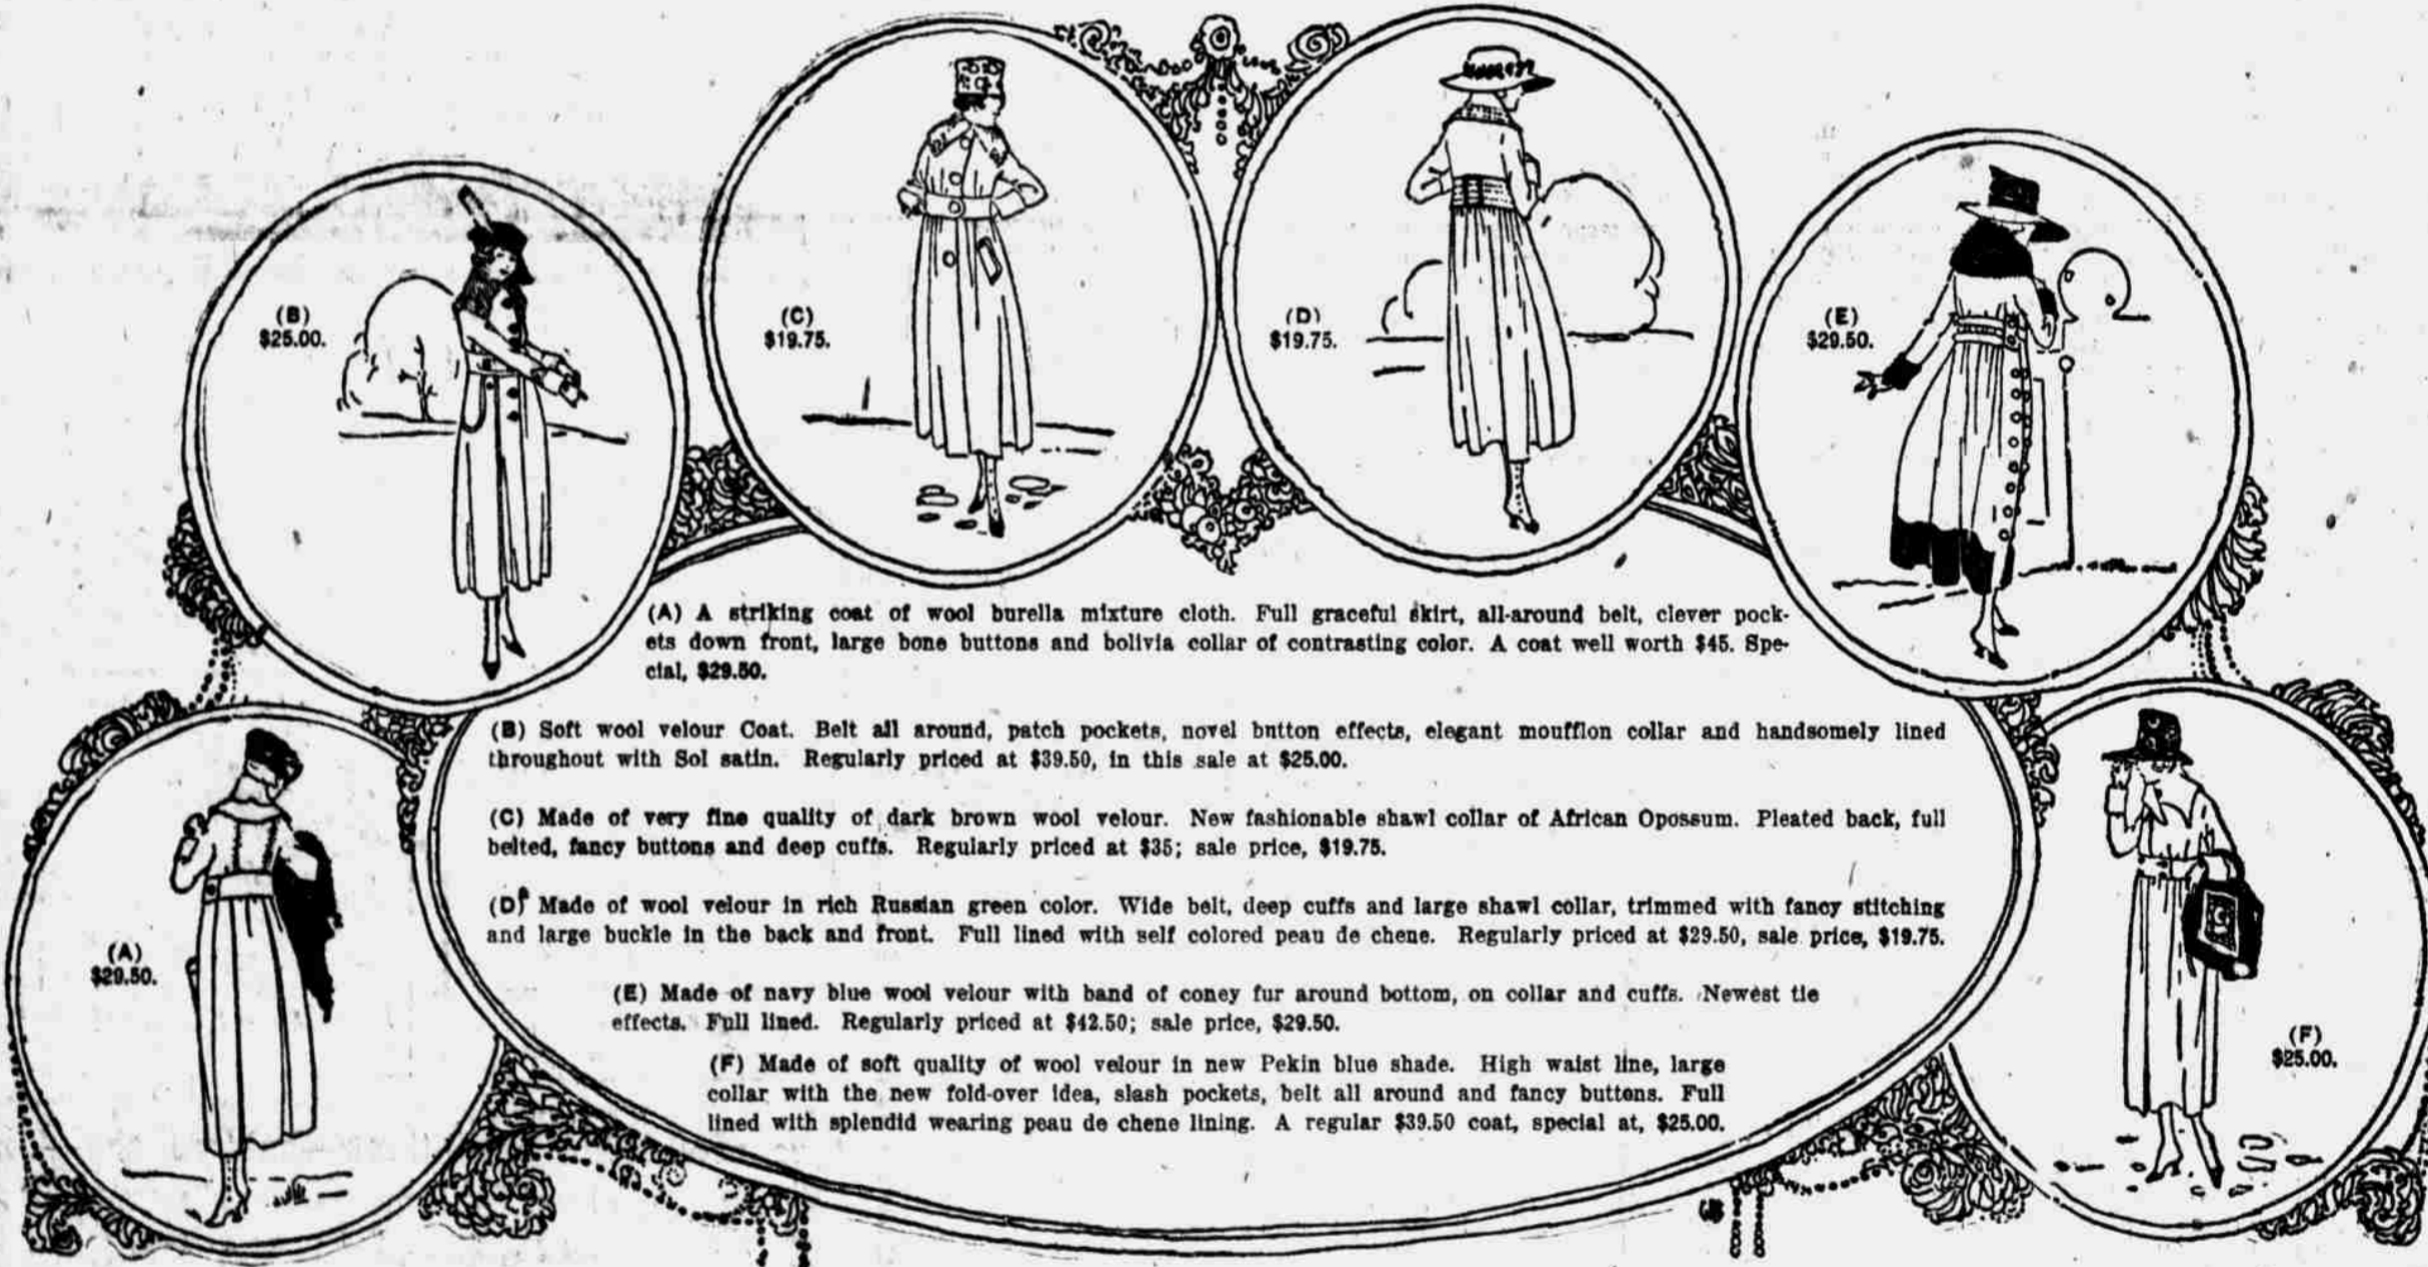 (B)
$25.00.
(C)
$19.75.
(D)
$19.75.
(E)
$29.50.
(A) A striking coat of wool burella mixture cloth. Full graceful skirt, all-around belt, clever pock-
ets down front, large bone buttons and bolivia collar of contrasting color. A coat well worth $45. Spe-
cial, $29.50.
(B) Soft wool velour Coat. Belt all around, patch pockets, novel bntton effects, elegant moufflon collar and handsomely lined
throughout with Sol satin. Regularly priced at $39.50, in this sale at $25.00.
(C) Made of very fine quality of dark brown wool velour. New fashionable shawl collar of African Opossum. Pleated back, full
belted, fancy buttons and deep cuffs. Regularly priced at $35; sale price, $19.75.
(D) Made of wool velour in rich Russian green color. Wide belt, deep cuffs and large shawl collar, trimmed with fancy stitching
and large buckle in the back and front. Full lined with self colored peau de chene. Regularly priced at $29.50, sale price, $19.75.
(E) Made of navy blue wool velour with band of coney fur around bottom, on collar and cuffs. Newest tie
effects. Full lined. Regularly priced at $42.50; sale price, $29.50.
(F) Made of soft quality of wool velour in new Pekin blue shade. High waist line, large
collar with the new fold-over idea, slash pockets, belt all around and fancy buttons. Full
lined with splendid wearing peau de chene lining. A regular $39.50 coat, special at, $25.00.
(A)
$29.50.
(F)
$25.00.